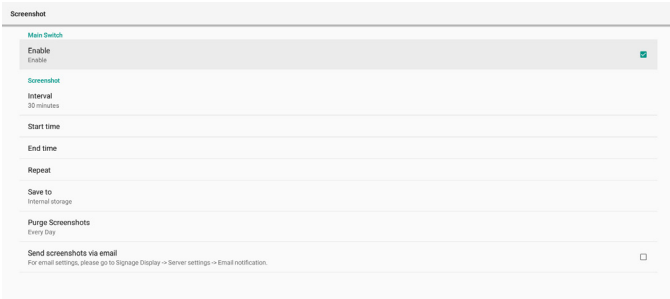 Screenshot
Main Switch
Enable
Enable
Screenshot
Interval
30 minutes
Start time
End time
Repeat
Save to
Internal storage
Purge Screenshots
Every Day
Send screenshots via email
For email settings, please go to Signage Display -> Server settings -> Email notification.